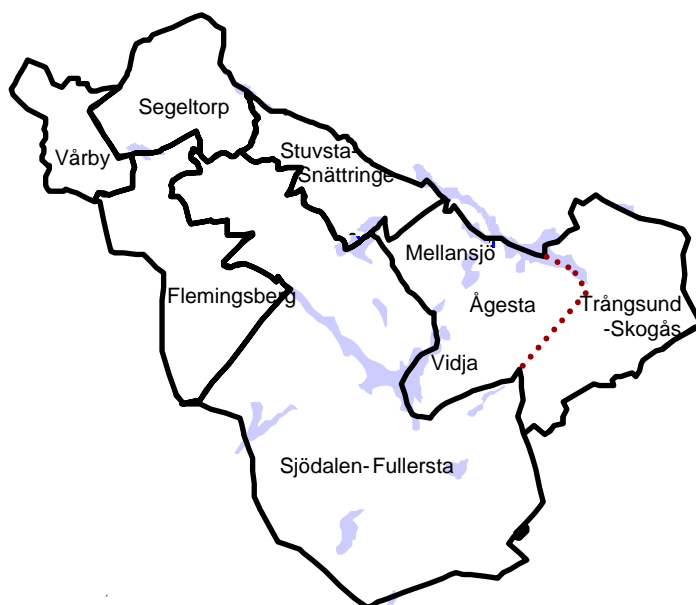 Segeltorp
Vårby
Stuvsta-
Snättringe
Mellansjö
Flemingsberg
Ågesta
Trångsund
-Skogås
Vidja
Sjödalen-Fullersta